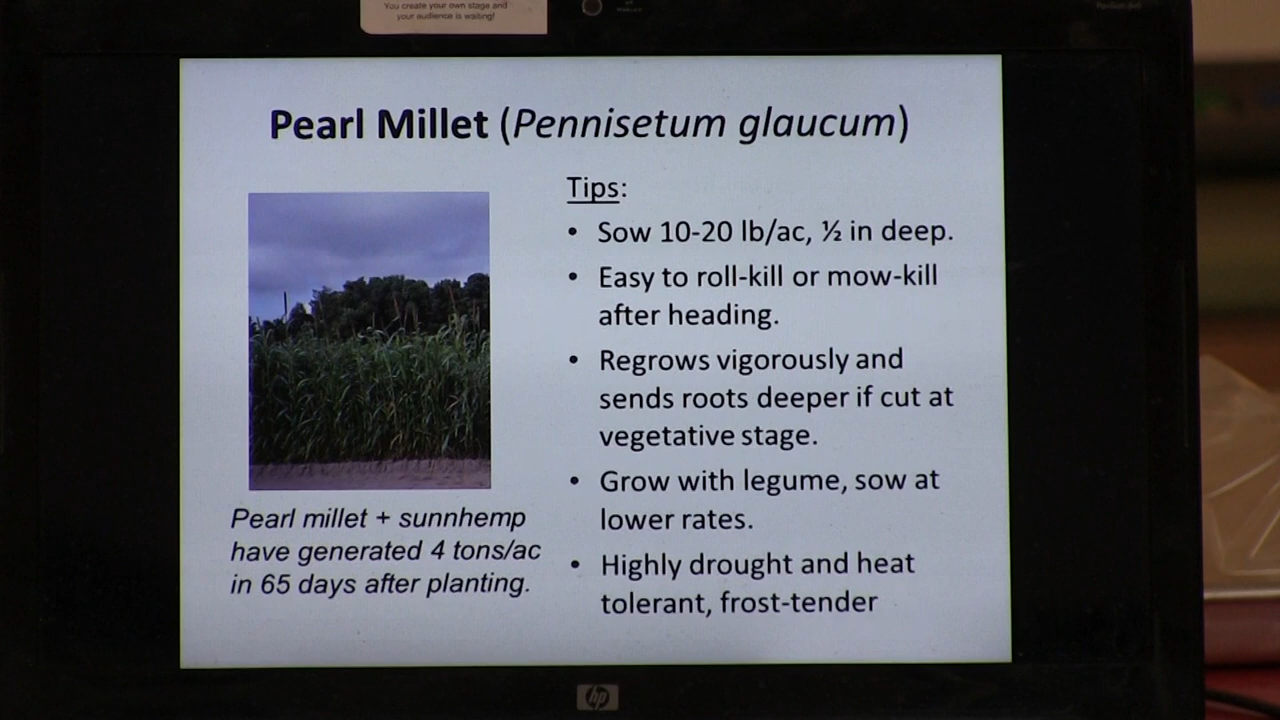 You create your own stage and
your audience is waiting!
Pearl Millet (Pennisetum glaucum)
Tips:
• Sow 10-20 lb/ac, ½ in deep.
• Easy to roll-kill or mow-kill
after heading.
• Regrows vigorously and
sends roots deeper if cut at
vegetative stage.
• Grow with legume, sow at
lower rates.
• Highly drought and heat
tolerant, frost-tender
Pearl millet + sunnhemp
have generated 4 tons/ac
in 65 days after planting.
hp